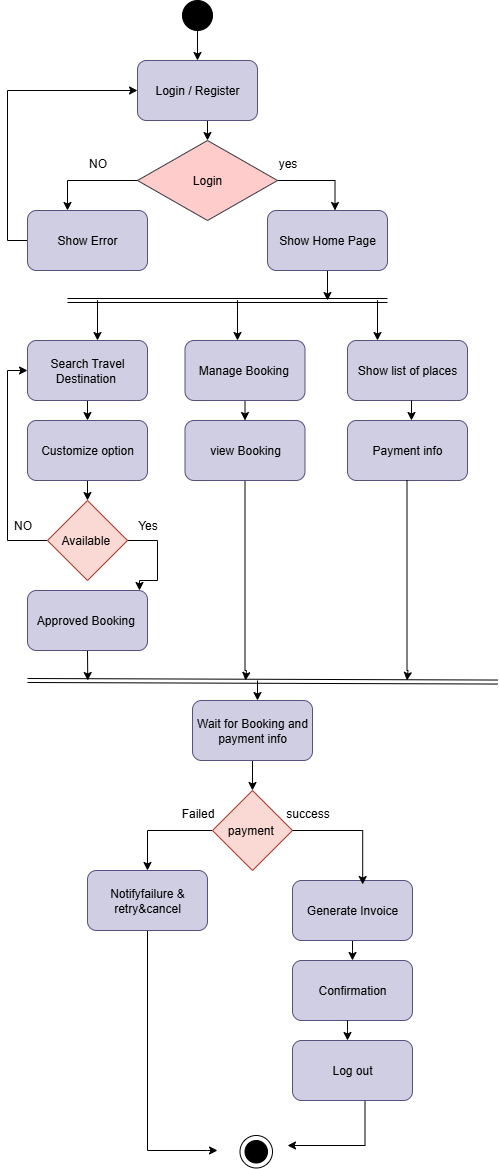 Login / Register
NO
yes
Login
Show Error
Show Home Page
Search Travel
Destination
Manage Booking
Show list of places
Customize option
view Booking
Payment info
NO
Yes
Available
Approved Booking
Wait for Booking and
payment info
Failed
success
payment
Notifyfailure &
retry&cancel
Generate Invoice
Confirmation
Log out